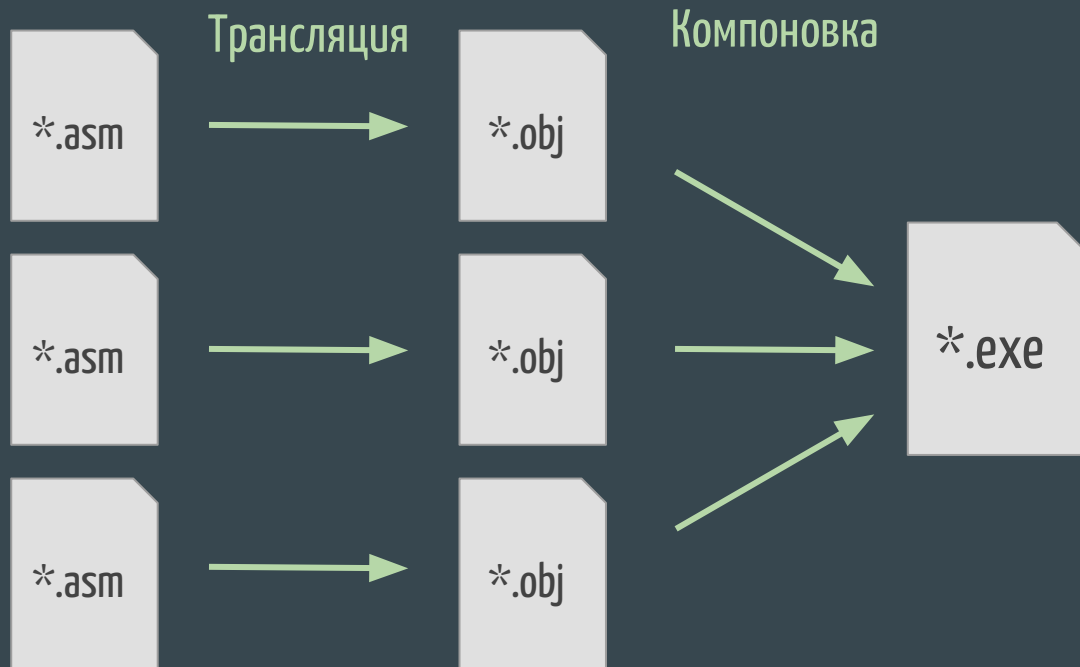 Трансляция
Компоновка
*.asm
*.obj
*.asm
*.obj
*.exe
*.asm
*.obj